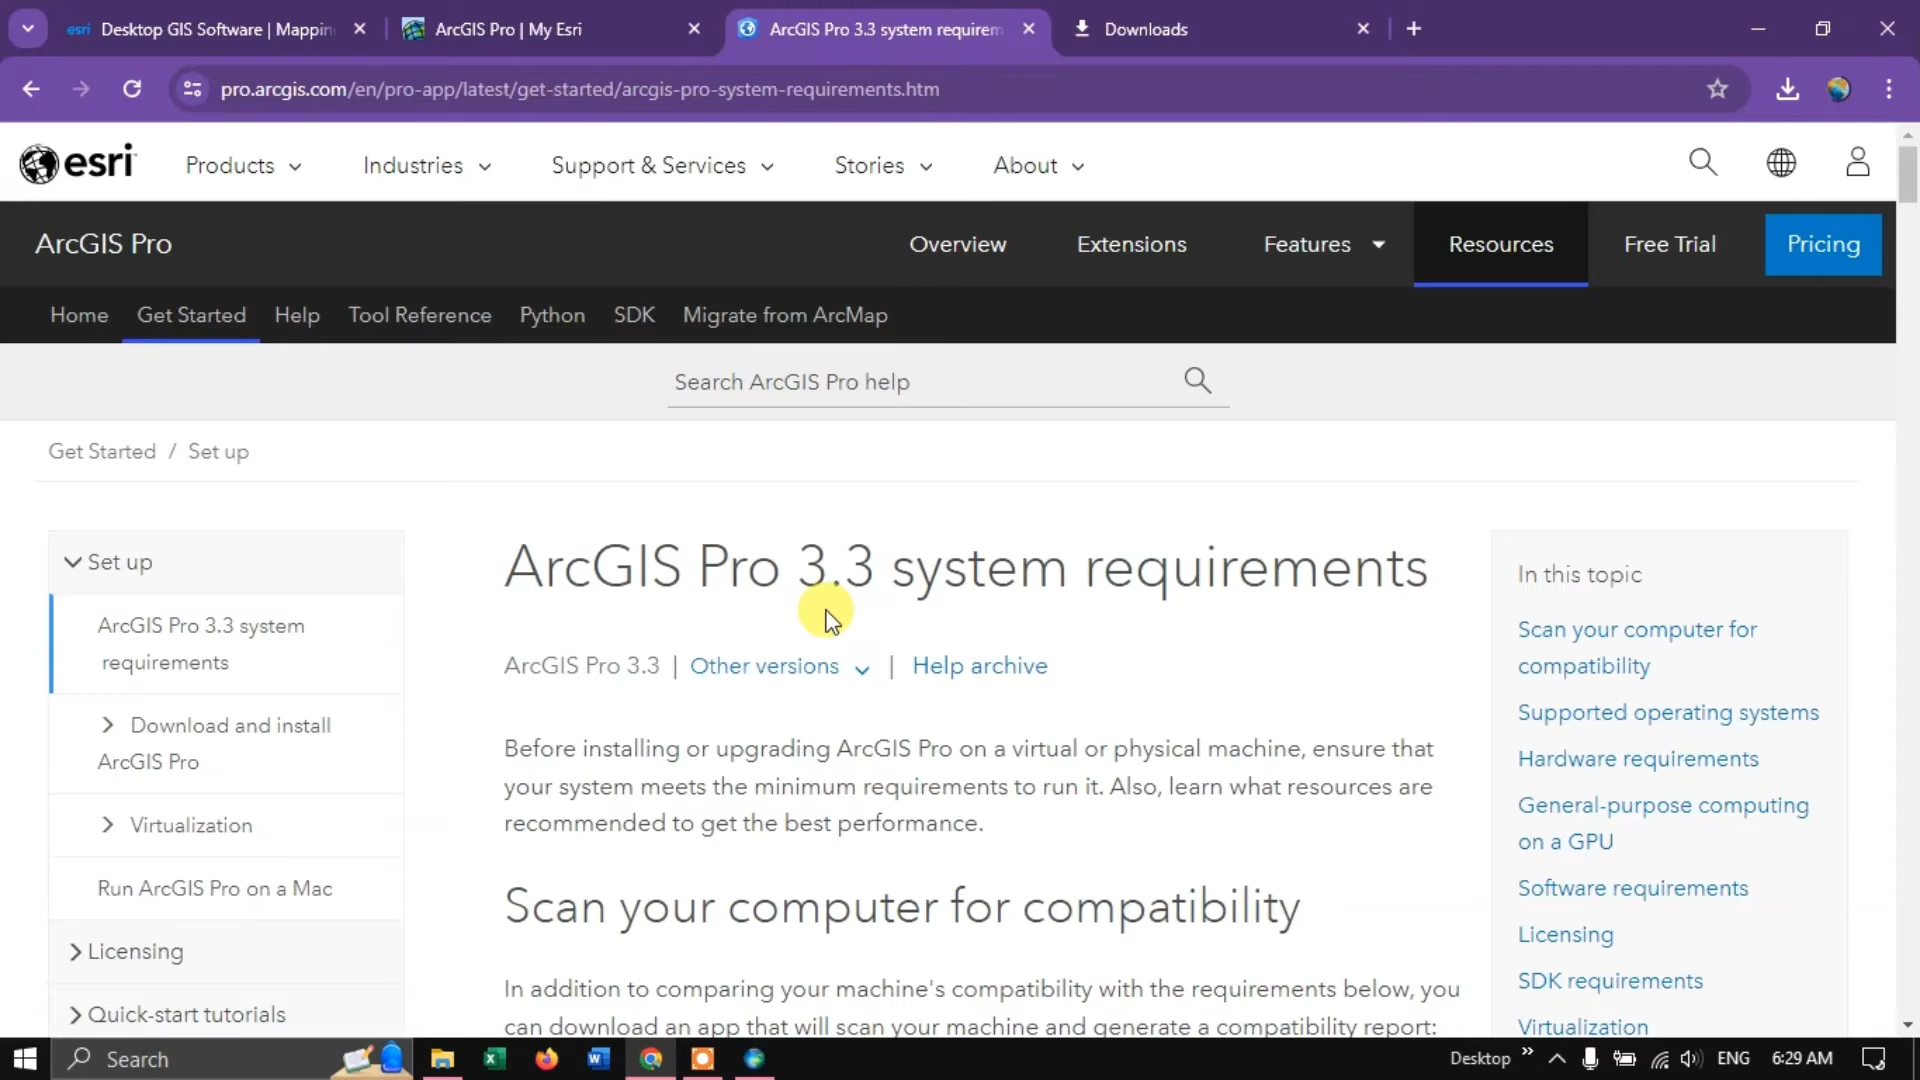 esri Desktop GIS Software | Mappin
ArcGIS Pro | My Esri
ArcGIS Pro 3.3 system requirem
Downloads
pro.arcgis.com/en/pro-app/latest/get-started/arcgis-pro-system-requirements.htm
esri
Products
Industries
Support & Services
Stories
About
ArcGIS Pro
Overview
Extensions
Features
Resources
Free Trial
Pricing
Home
Get Started
Help
Tool Reference
Python
SDK
Migrate from ArcMap
Search ArcGIS Pro help
Get Started / Set up
Set up
ArcGIS Pro 3.3 system
requirements
Download and install
ArcGIS Pro
Virtualization
Run ArcGIS Pro on a Mac
Licensing
Quick-start tutorials
ArcGIS Pro 3.3 system requirements
ArcGIS Pro 3.3 | Other versions | Help archive
Before installing or upgrading ArcGIS Pro on a virtual or physical machine, ensure that
your system meets the minimum requirements to run it. Also, learn what resources are
recommended to get the best performance.
Scan your computer for compatibility
In addition to comparing your machine's compatibility with the requirements below, you
can download an app that will scan your machine and generate a compatibility report:
In this topic
Scan your computer for
compatibility
Supported operating systems
Hardware requirements
General-purpose computing
on a GPU
Software requirements
Licensing
SDK requirements
Virtualization
Search
Desktop
ENG
6:29 AM